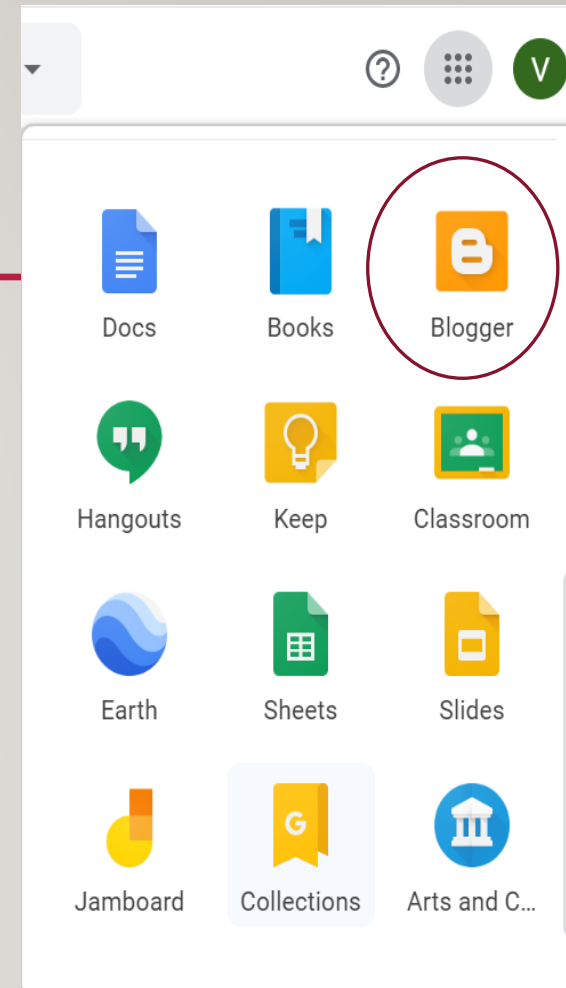 V
Docs Books Blogger
Hangouts Keep Classroom
Earth Sheets Slides
G
Jamboard Collections Arts and C...